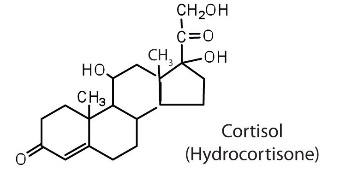 CH₂OH
C=O
CH₃ OH
HO
CH₃
Cortisol
(Hydrocortisone)
O